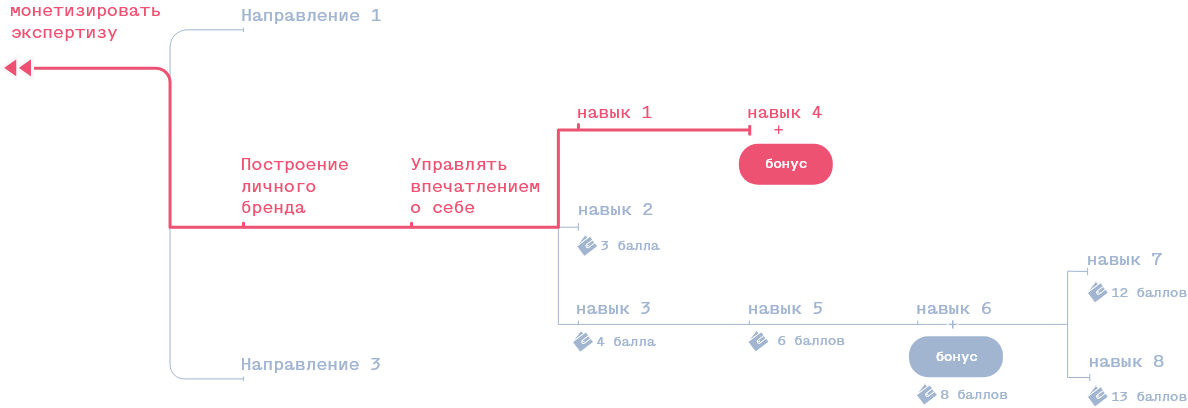 монетизировать
экспертизу
Направление 1
навык 1
навык 4
+
бонус
Построение
личного
бренда
Управлять
впечатлением
о себе
навык 2
3 балла
навык 3
4 балла
навык 5
6 баллов
навык 6
+
бонус
8 баллов
навык 7
12 баллов
навык 8
13 баллов
Направление 3